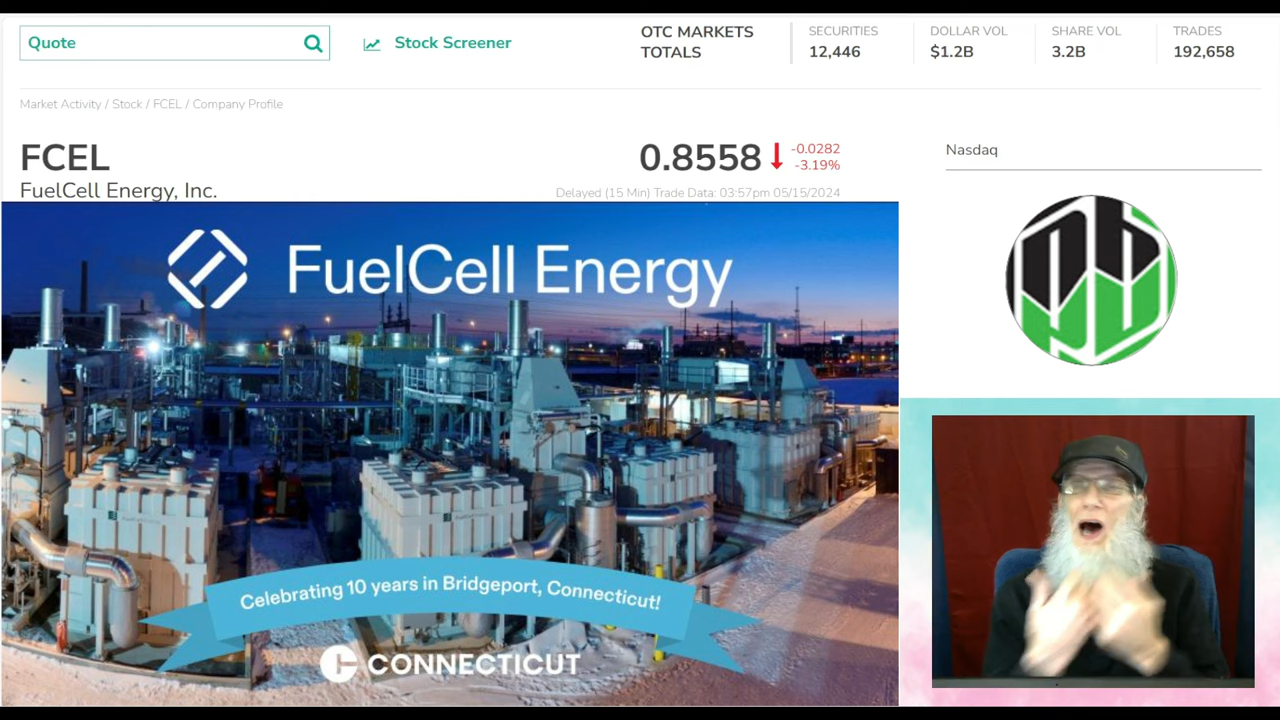 Quote
Stock Screener
OTC MARKETS
TOTALS
SECURITIES
12,446
DOLLAR VOL
$1.2B
SHARE VOL
3.2B
TRADES
192,658
Market Activity / Stock / FCEL / Company Profile
FCEL
0.8558
-0.0282
-3.19%
FuelCell Energy, Inc.
Delayed (15 Min) Trade Data: 03:57pm 05/15/2024
Nasdaq
FuelCell Energy
Celebrating 10 years in Bridgeport, Connecticut!
CONNECTICUT